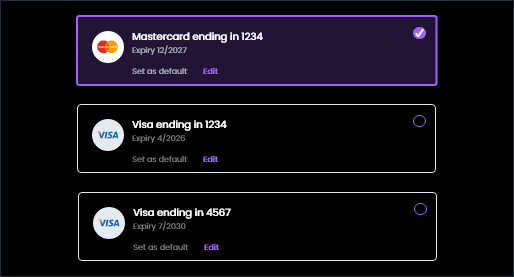 Mastercard ending in 1234
Expiry 12/2027
Set as default Edit
VISA
Visa ending in 1234
Expiry 4/2026
Set as default Edit
VISA
Visa ending in 4567
Expiry 7/2030
Set as default Edit